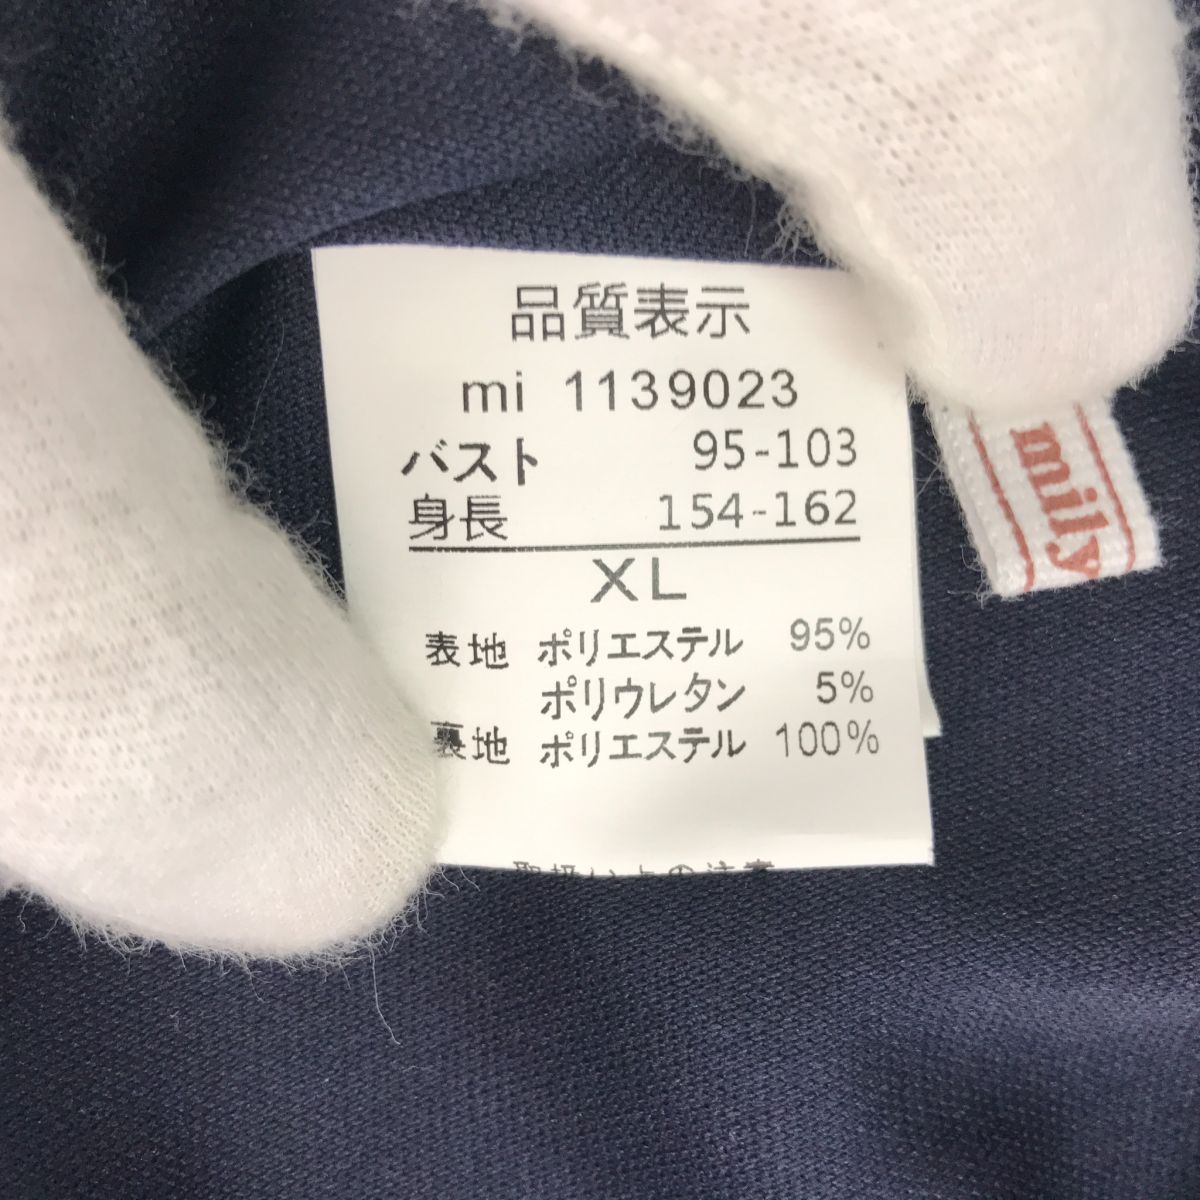 品質表示
mi 1139023
バスト 95-103
身長 154-162
XL
表地 ポリエステル 95%
ポリウレタン 5%
裏地 ポリエステル 100%
mily